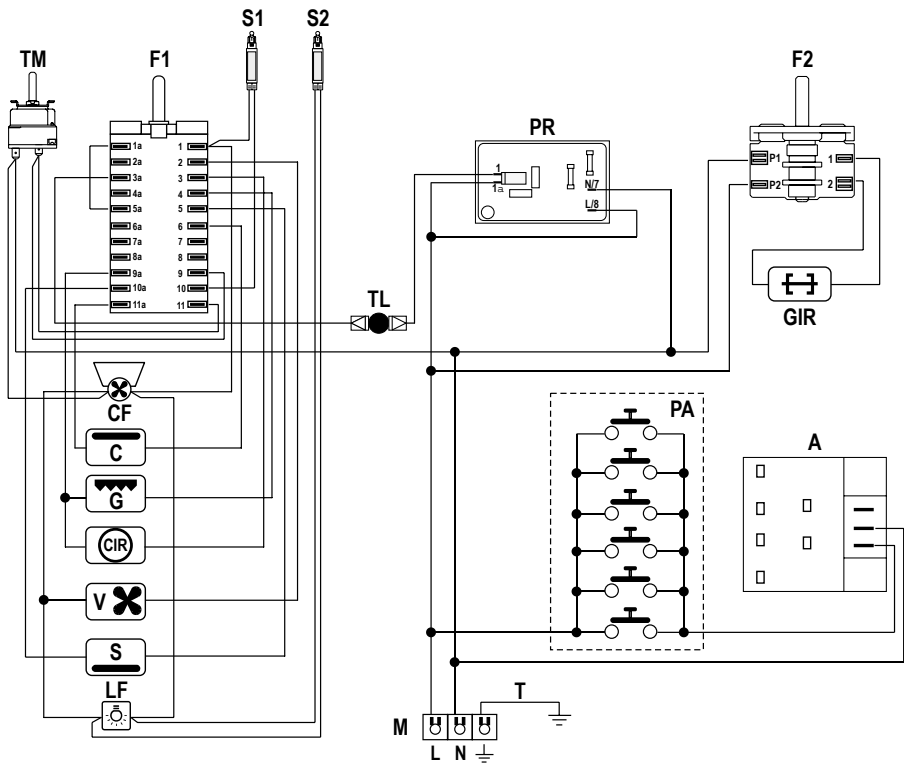 S1 S2
TM F1 F2
PR
1a 1
2a 2
3a 3
4a 4
5a 5
6a 6
7a 7
8a 8
9a 9
10a 10
11a 11
1
1a
N/7
L/8
P1 1
P2 2
TL
GIR
CF
C
G
CIR
V
S
LF
PA
A
T
M
L N